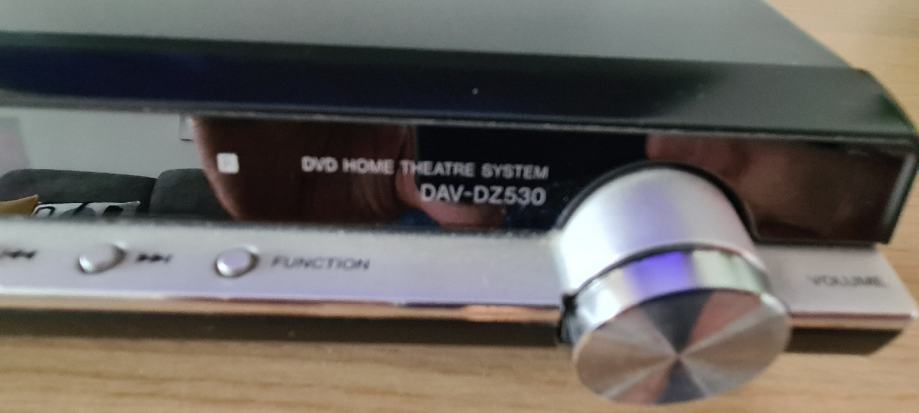 DVD HOME THEATRE SYSTEM
DAV-DZ530
FUNCTION
VOLUME